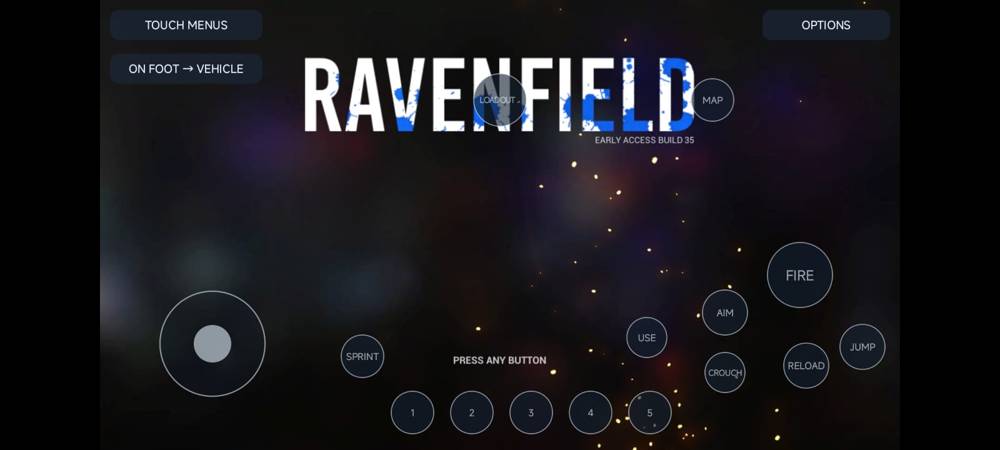 TOUCH MENUS
OPTIONS
ON FOOT → VEHICLE
RAVENFIELD
LOADOUT
MAP
EARLY ACCESS BUILD 35
FIRE
AIM
USE
SPRINT
JUMP
PRESS ANY BUTTON
CROUCH
RELOAD
1 2 3 4 5